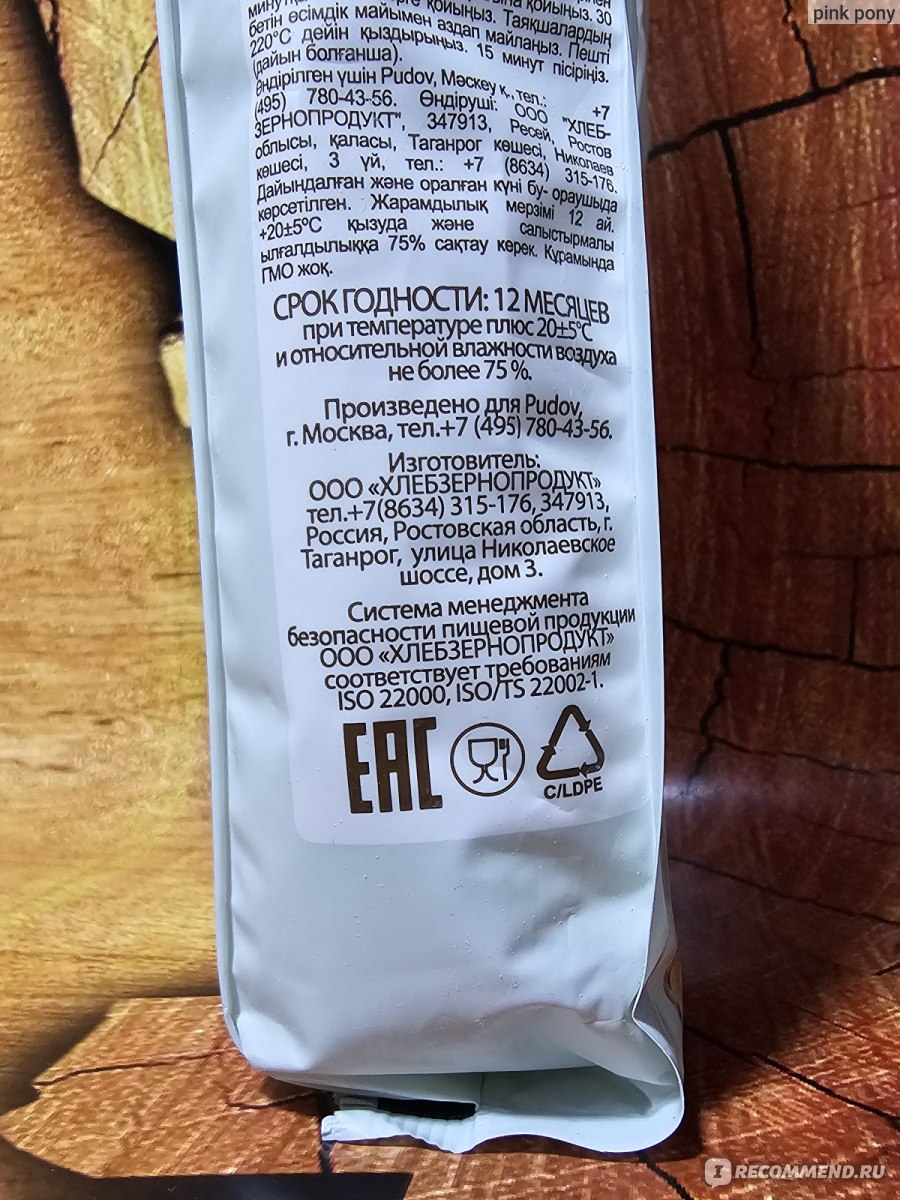 pink pony
қойыңыз. 30
бетін өсімдік майымен аздап майлаңыз. Пешті
220°С дейін қыздырыңыз. 15 минут пісіріңіз.
(дайын болғанша).
Өндірілген үшін Pudov, Мәскеу қ., тел.: +7
(495) 780-43-56. Өндіруші: ООО "ХЛЕБ-
ЗЕРНОПРОДУКТ", 347913, Ресей, Ростов
облысы, қаласы, Таганрог көшесі, Николаев
көшесі, 3 үй, тел.: +7 (8634) 315-176.
Дайындалған және оралған күні бу- ораушыда
көрсетілген. Жарамдылық мерзімі 12 ай.
+20±5°С қызуда және салыстырмалы
ылғалдылыққа 75% сақтау керек. Құрамында
ГМО жоқ.
СРОК ГОДНОСТИ: 12 МЕСЯЦЕВ
при температуре плюс 20±5°С
и относительной влажности воздуха
не более 75%.
Произведено для Pudov,
г. Москва, тел.+7 (495) 780-43-56.
Изготовитель:
ООО «ХЛЕБЗЕРНОПРОДУКТ»
тел.+7(8634) 315-176, 347913,
Россия, Ростовская область, г.
Таганрог, улица Николаевское
шоссе, дом 3.
Система менеджмента
безопасности пищевой продукции
ООО «ХЛЕБЗЕРНОПРОДУКТ»
соответствует требованиям
ISO 22000, ISO/TS 22002-1.
ЕАС
C/LDPE
RECOMMEND.RU